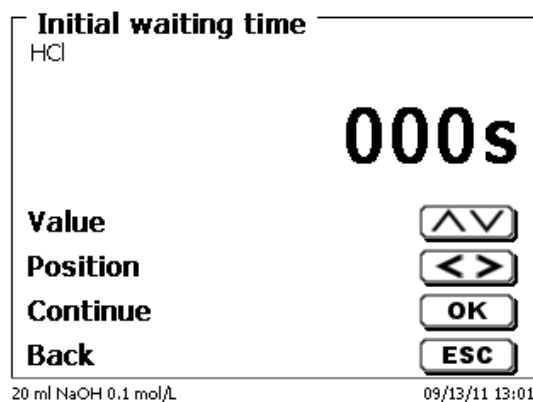 Initial waiting time
HCl
000s
Value
Position
Continue OK
Back ESC
20 ml NaOH 0.1 mol/L 09/13/11 13:01